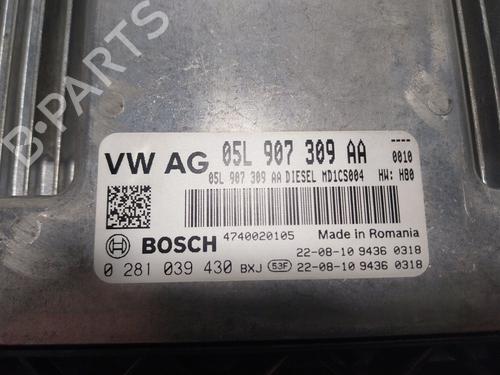 B-PARTS
VW AG 05L 907 309 AA ---- 0010
05L 907 309 AA DIESEL MD1CS004 HW: H80
BOSCH 4740020105 Made in Romania
22-08-10 9436 0318
0 281 039 430 BXJ 53F 22-08-10 9436 0318